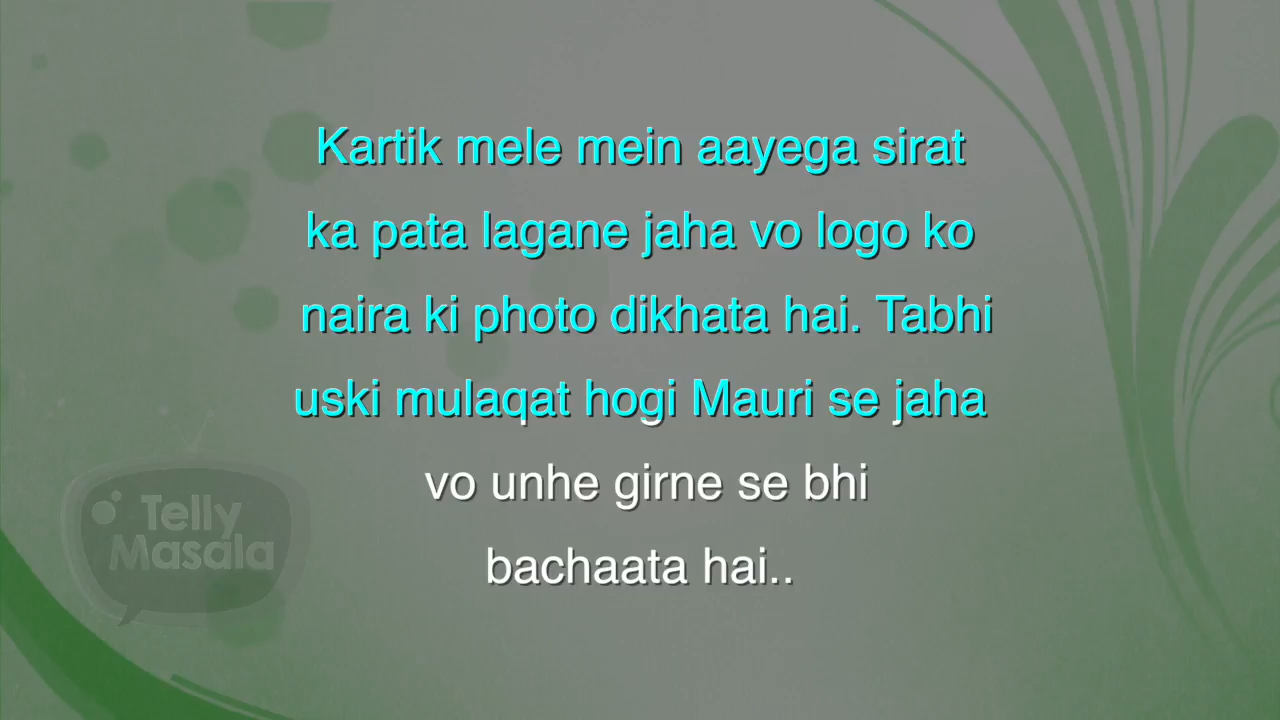 Kartik mele mein aayega sirat
ka pata lagane jaha vo logo ko
naira ki photo dikhata hai. Tabhi
uski mulaqat hogi Mauri se jaha
vo unhe girne se bhi
bachaata hai..
Telly
Masala